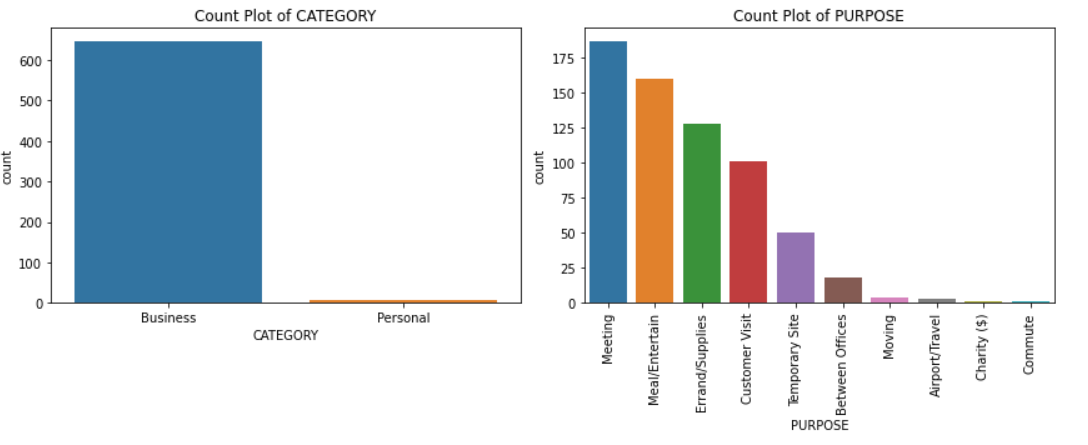 Count Plot of CATEGORY
600
500
400
300
200
100
0
count
Business
Personal
CATEGORY
Count Plot of PURPOSE
175
150
125
100
75
50
25
0
count
Meeting
Meal/Entertain
Errand/Supplies
Customer Visit
Temporary Site
Between Offices
Moving
Airport/Travel
Charity ($)
Commute
PURPOSE